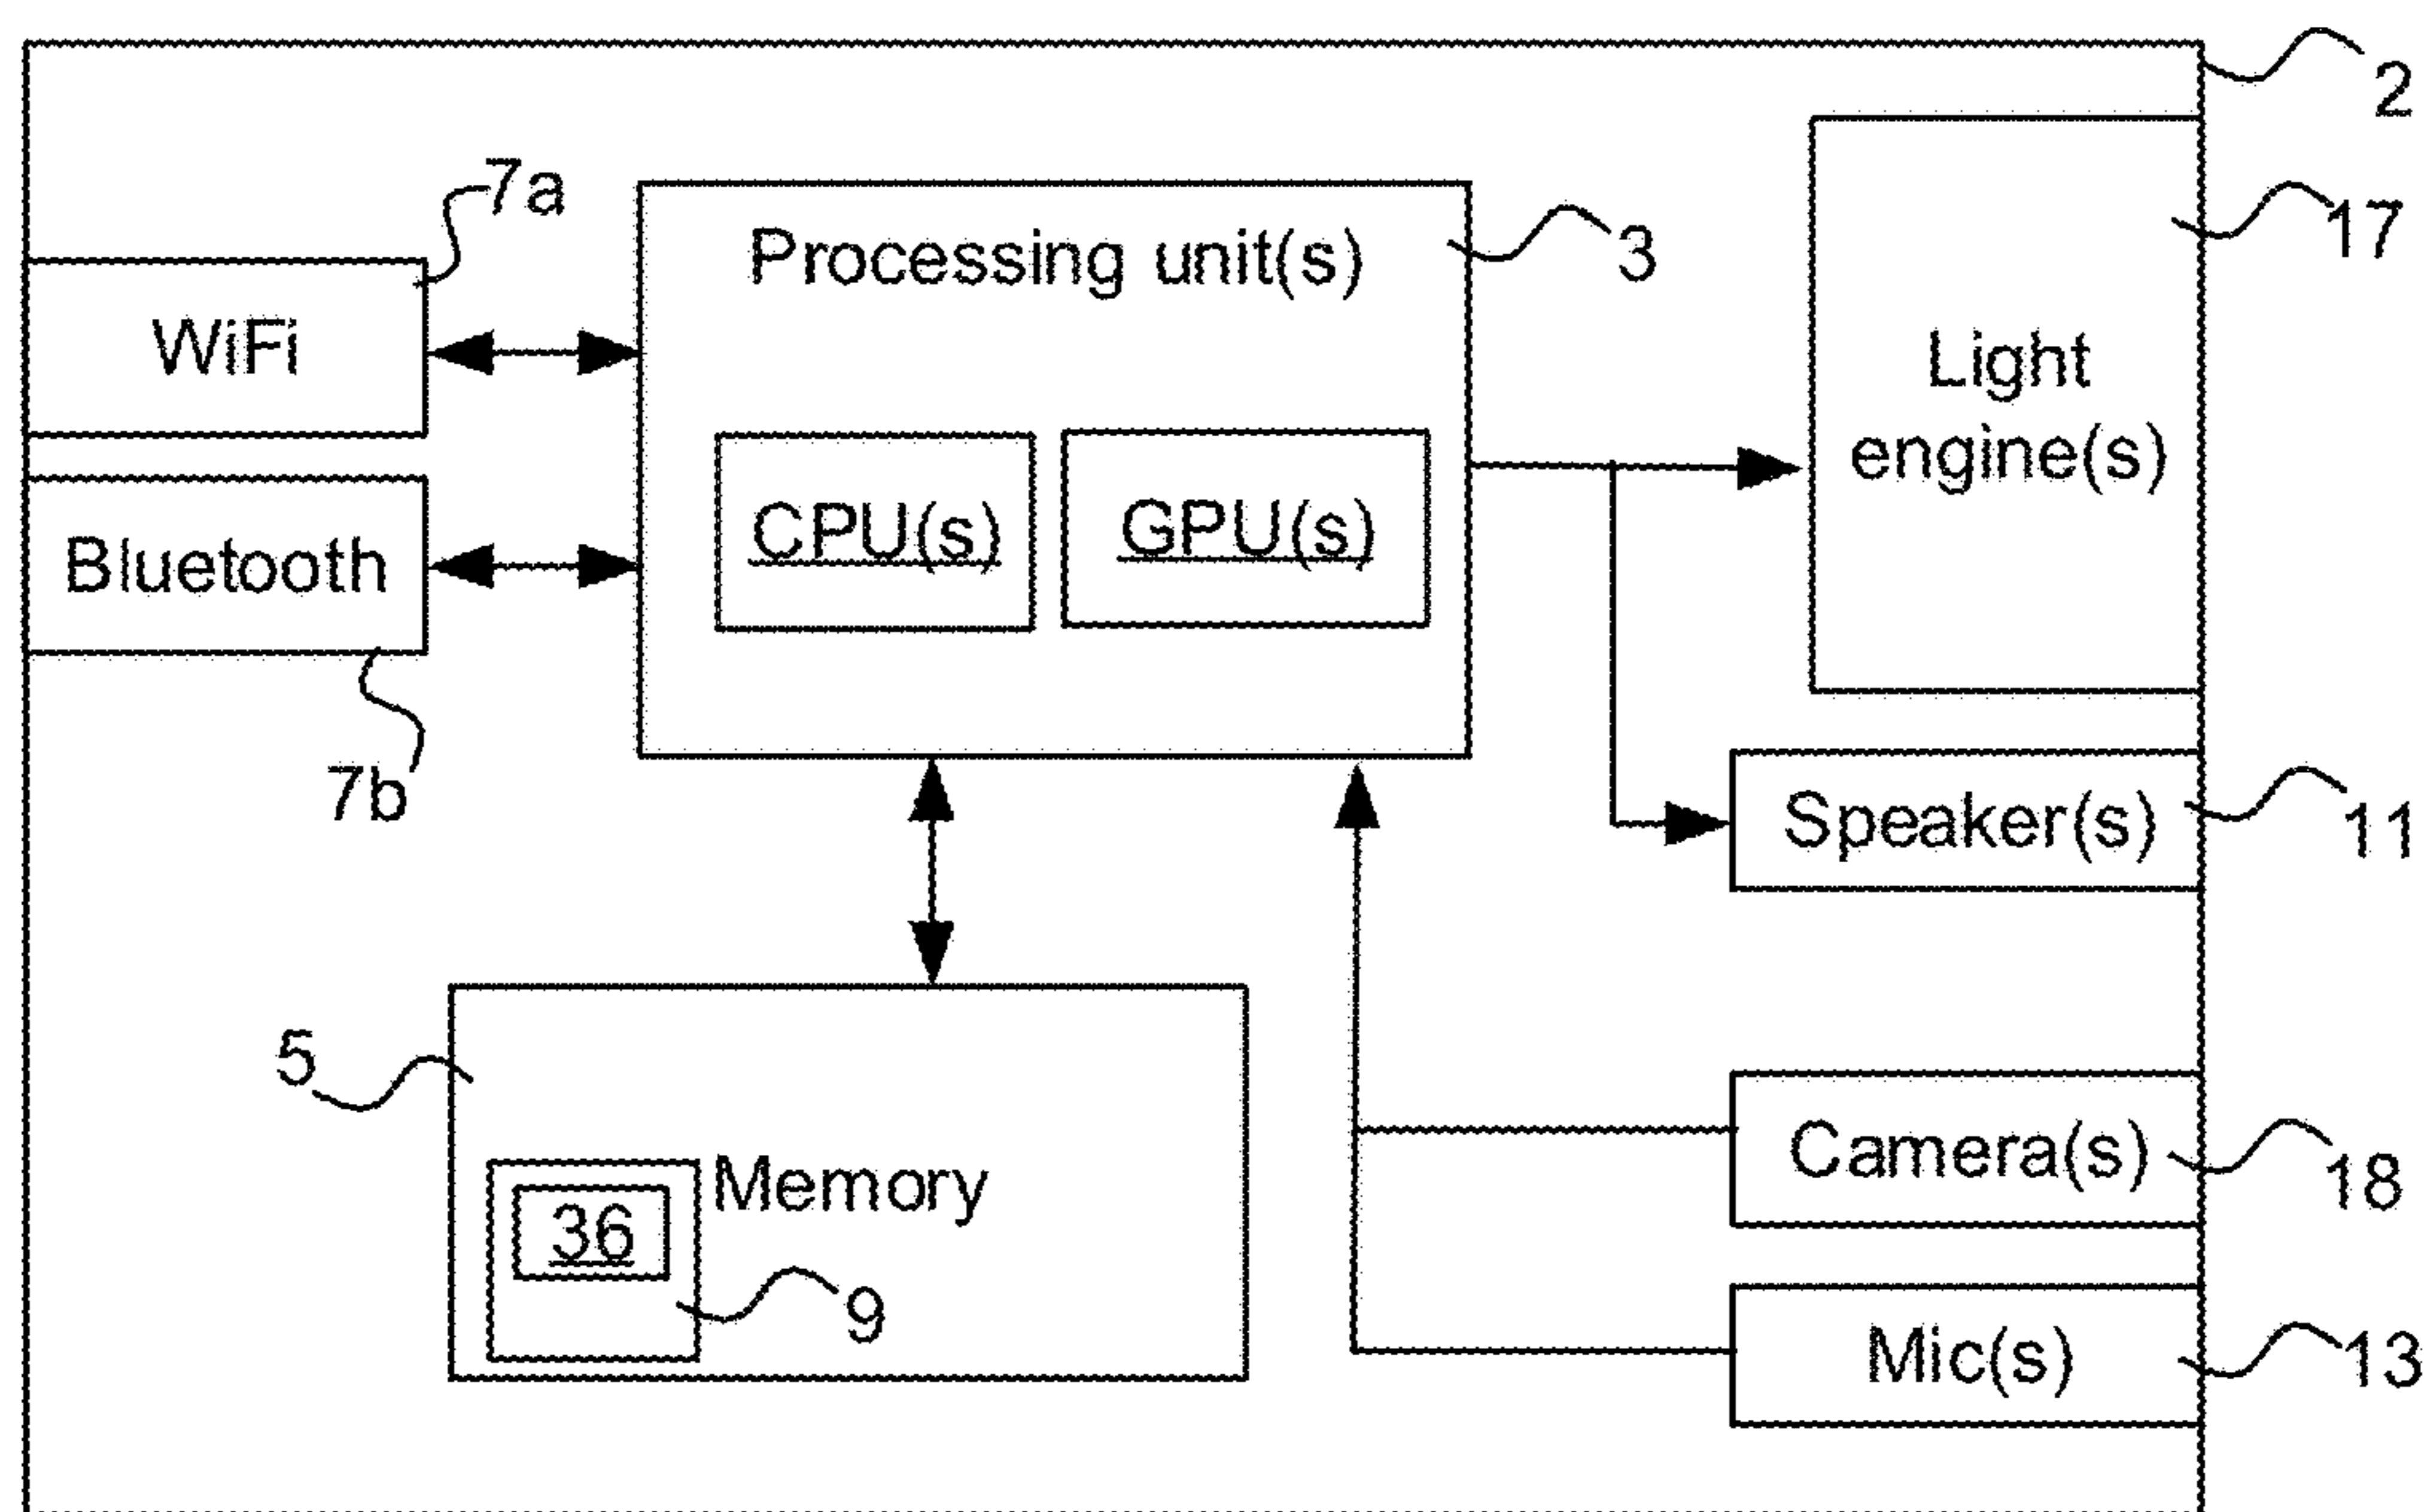 2
7a
Processing unit(s)
3
17
WiFi
Light
engine(s)
CPU(s)
GPU(s)
Bluetooth
7b
Speaker(s)
11
5
Memory
36
9
Camera(s)
18
Mic(s)
13